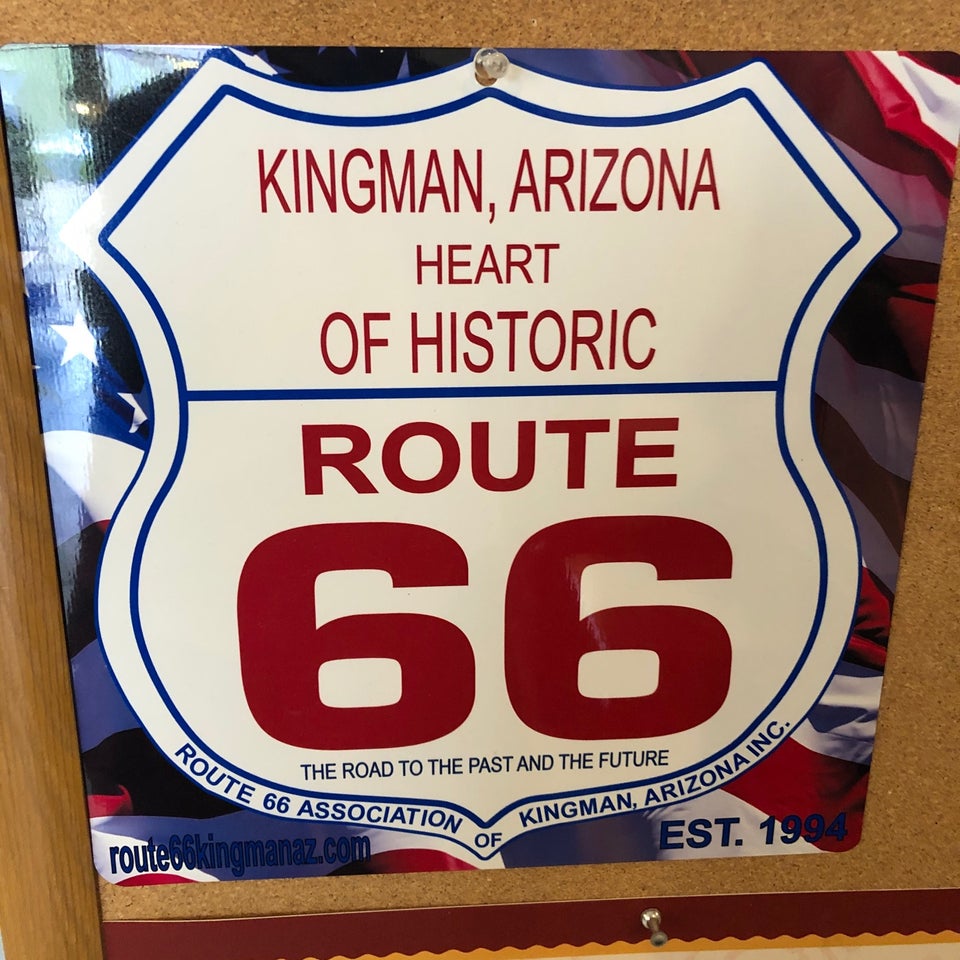 KINGMAN, ARIZONA
HEART
OF HISTORIC
ROUTE
66
THE ROAD TO THE PAST AND THE FUTURE
ROUTE 66 ASSOCIATION OF KINGMAN, ARIZONA INC.
route66kingmanaz.com
EST. 1994